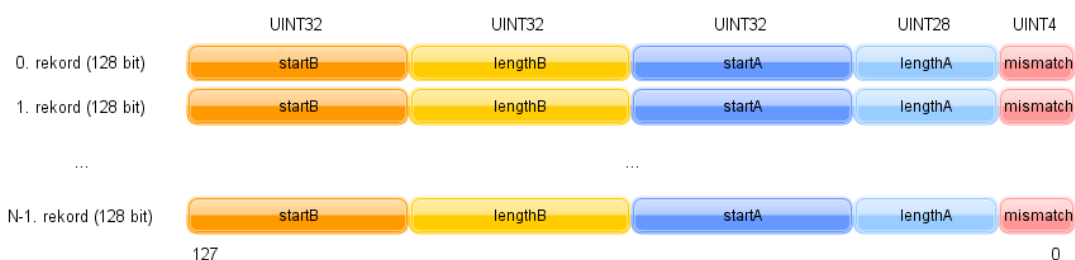 UINT32 UINT32 UINT32 UINT28 UINT4
0. rekord (128 bit) startB lengthB startA lengthA mismatch
1. rekord (128 bit) startB lengthB startA lengthA mismatch
... ...
N-1. rekord (128 bit) startB lengthB startA lengthA mismatch
127 0